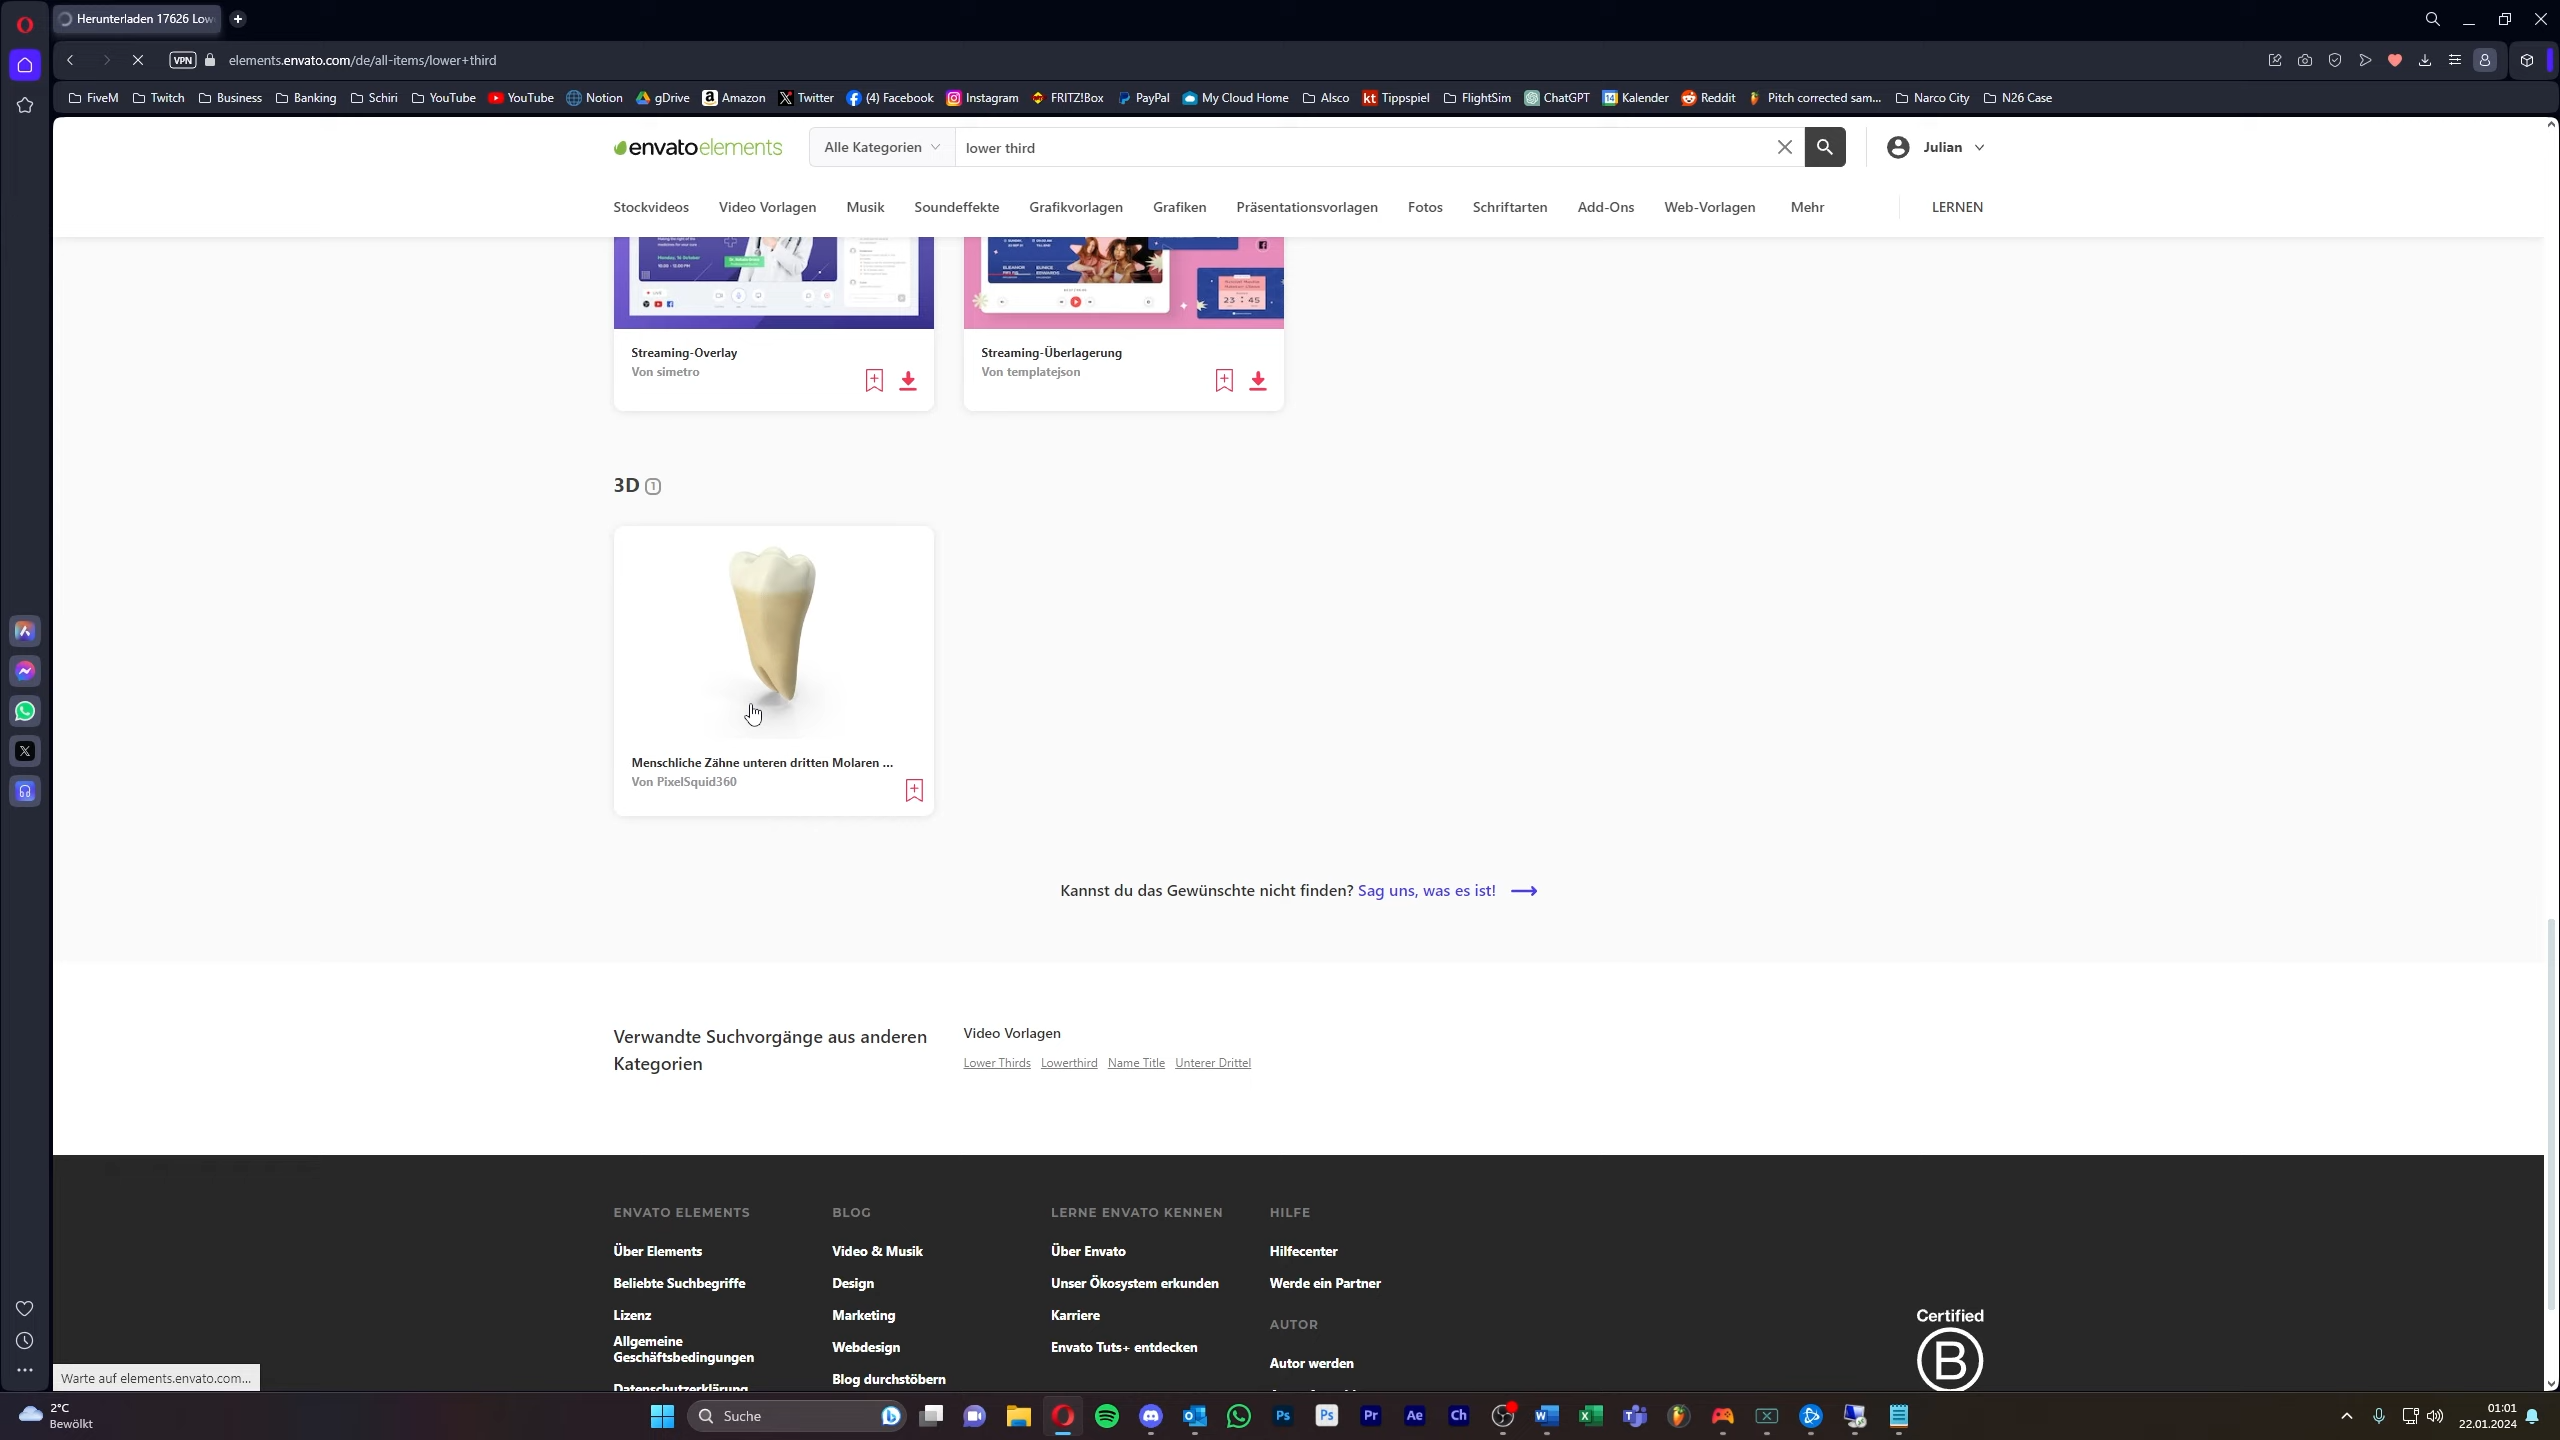 Herunterladen 17626 Low
VPN
elements.envato.com/de/all-items/lower+third
FiveM Twitch Business Banking Schiri YouTube YouTube Notion gDrive Amazon Twitter (4) Facebook Instagram FRITZ!Box PayPal My Cloud Home Alsco Tippspiel FlightSim ChatGPT Kalender Reddit Pitch corrected sam... Narco City N26 Case
envatoelements Alle Kategorien lower third Julian
Stockvideos Video Vorlagen Musik Soundeffekte Grafikvorlagen Grafiken Präsentationsvorlagen Fotos Schriftarten Add-Ons Web-Vorlagen Mehr LERNEN
23 : 45
Streaming-Overlay
Von simetro
Streaming-Überlagerung
Von templatejson
3D 1
Menschliche Zähne unteren dritten Molaren ...
Von PixelSquid360
Kannst du das Gewünschte nicht finden? Sag uns, was es ist!
Verwandte Suchvorgänge aus anderen
Kategorien
Video Vorlagen
Lower Thirds Lowerthird Name Title Unterer Drittel
ENVATO ELEMENTS
Über Elements
Beliebte Suchbegriffe
Lizenz
Allgemeine
Geschäftsbedingungen
Datenschutzerklärung
BLOG
Video & Musik
Design
Marketing
Webdesign
Blog durchstöbern
LERNE ENVATO KENNEN
Über Envato
Unser Ökosystem erkunden
Karriere
Envato Tuts+ entdecken
HILFE
Hilfecenter
Werde ein Partner
AUTOR
Autor werden
Certified
B
Warte auf elements.envato.com...
2°C
Bewölkt
Suche
Ps Ps Pr Ae Ch
01:01
22.01.2024